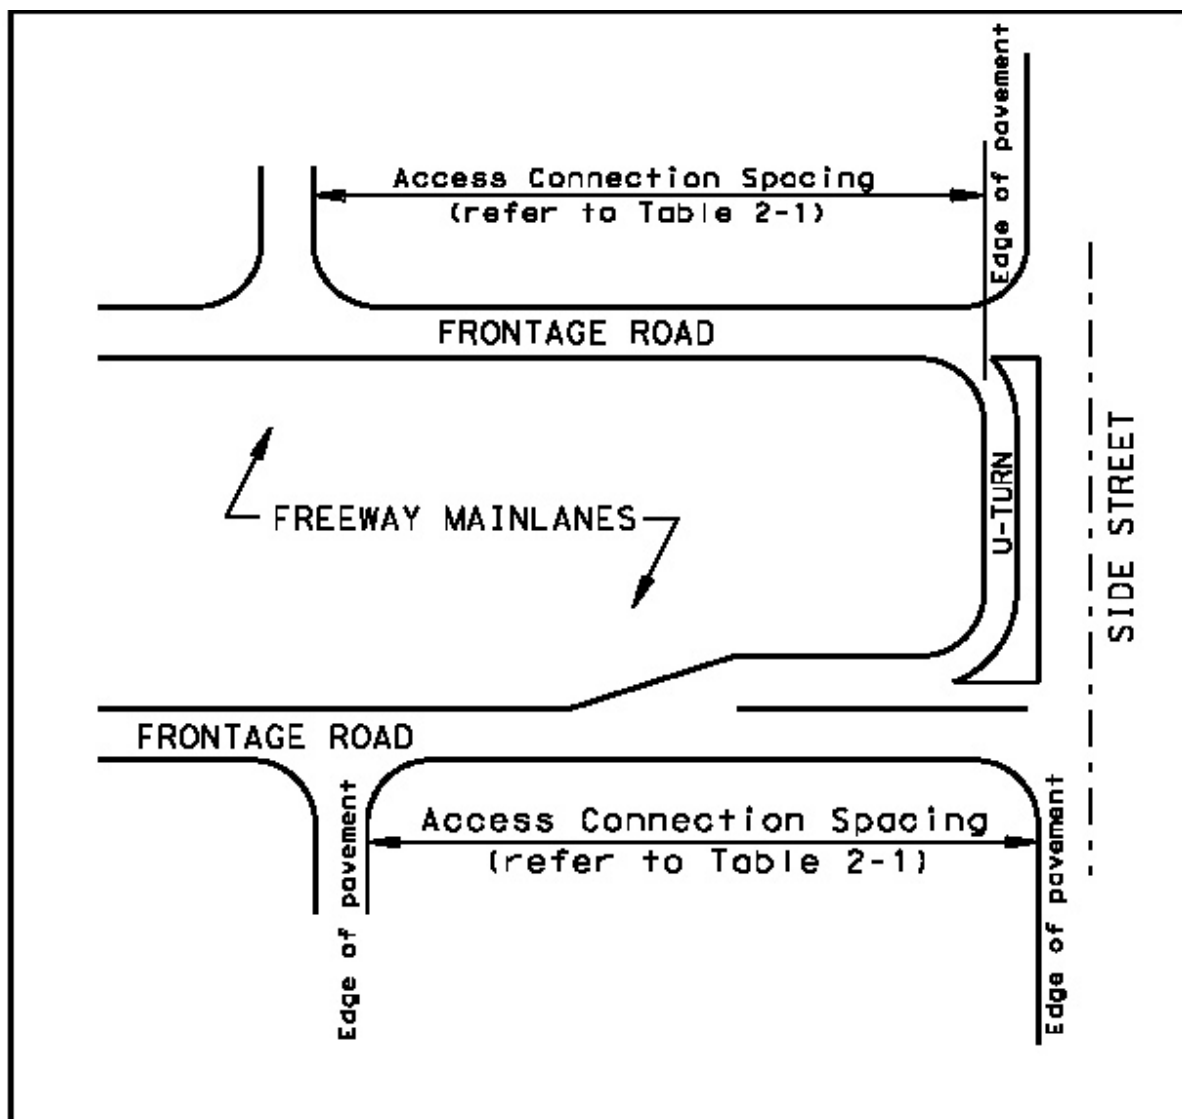 Edge of pavement
Access Connection Spacing
(refer to Table 2-1)
FRONTAGE ROAD
FREEWAY MAINLANES
U-TURN
SIDE STREET
FRONTAGE ROAD
Edge of pavement
Access Connection Spacing
(refer to Table 2-1)
Edge of pavement